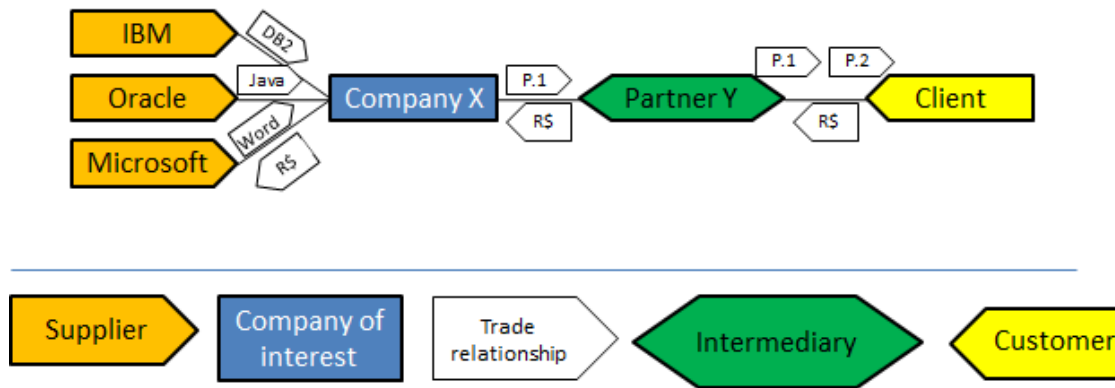 IBM
DB2
R$
Java
Oracle
Company X
P.1
R$
Partner Y
P.1
P.2
R$
Client
Word
Microsoft
R$
Supplier
Company of
interest
Trade
relationship
Intermediary
Customer